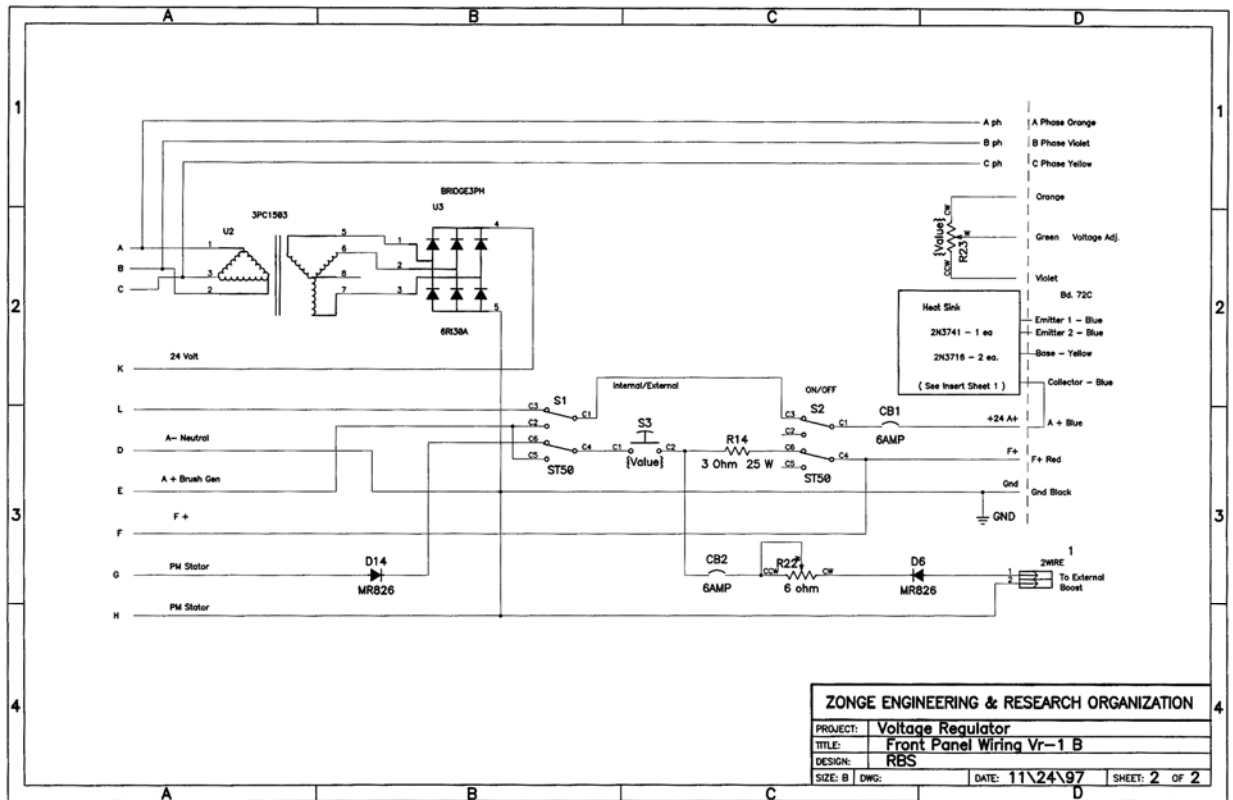 A B C D
1 1
A ph A Phase Orange
B ph B Phase Violet
C ph C Phase Yellow
BRIDGE3PH
U3
Orange
3PC1503
U2
CW
{Value}
R23
W
CCW
Green Voltage Adj.
Violet
A 1 5 1 4
B 3 6 2
C 2 8
7 3 5
6RI30A
2 2
Bd. 72C
Heat Sink
2N3741 - 1 ea
2N3716 - 2 ea.
( See Insert Sheet 1 )
Emitter 1 - Blue
Emitter 2 - Blue
Base - Yellow
Collector - Blue
24 Volt
K
Internal/External
ON/OFF
L
C3 S1 C1
C2
C6 C4
C5 ST50
S3
C1 C2
{Value}
R14
3 Ohm 25 W
C3 S2 C1
C2
C6 C4
C5 ST50
CB1
6AMP
+24 A+ A + Blue
F+ F+ Red
Gnd Gnd Black
GND
A- Neutral
D
A + Brush Gen
E
3 3
F +
F
PM Stator
G
D14
MR826
PM Stator
H
CB2
6AMP
R22
CCW W CW
6 ohm
D6
MR826
1
2WIRE
1
2
To External
Boost
4 4
ZONGE ENGINEERING & RESEARCH ORGANIZATION
PROJECT: Voltage Regulator
TITLE: Front Panel Wiring Vr-1 B
DESIGN: RBS
SIZE: B DWG: DATE: 11\24\97 SHEET: 2 OF 2
A B C D